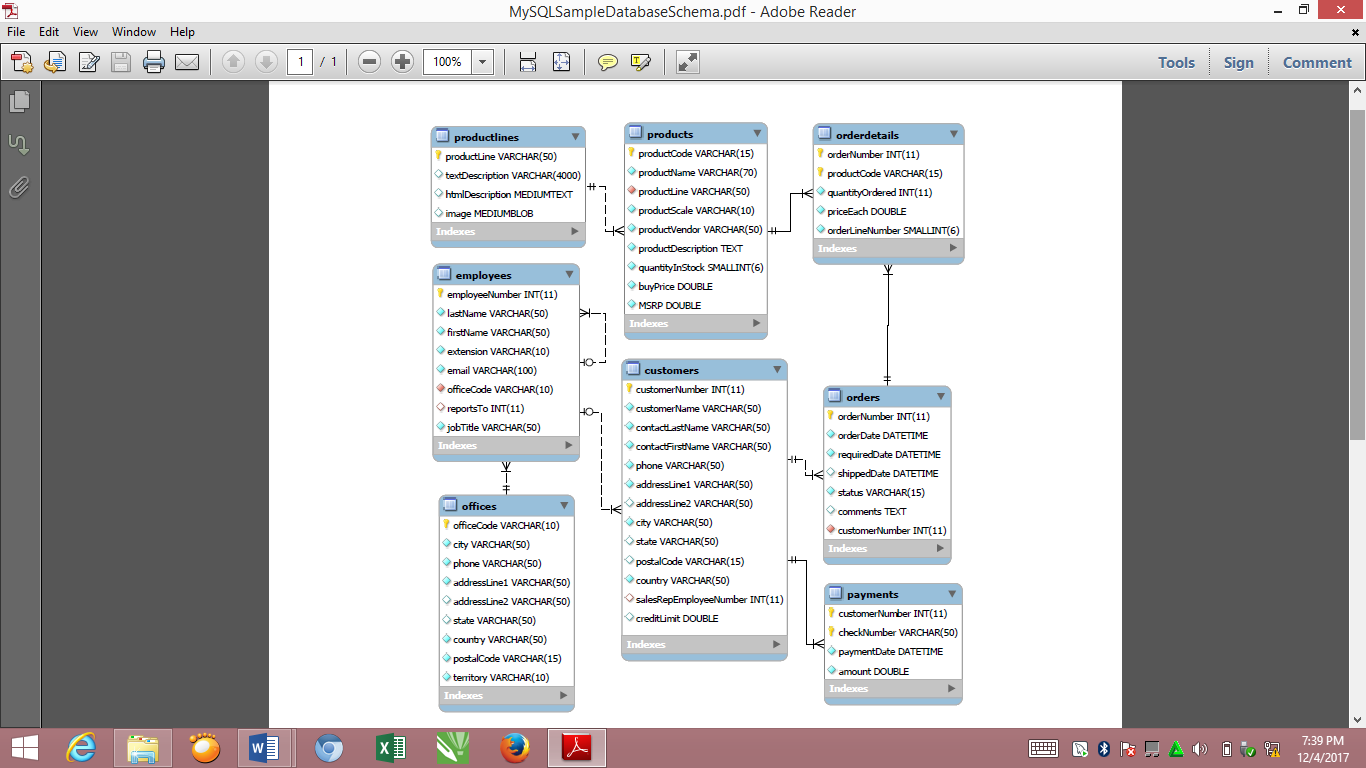 MySQLSampleDatabaseSchema.pdf - Adobe Reader
File Edit View Window Help
1 / 1 100% Tools Sign Comment
productlines
productLine VARCHAR(50)
textDescription VARCHAR(4000)
htmlDescription MEDIUMTEXT
image MEDIUMBLOB
Indexes
products
productCode VARCHAR(15)
productName VARCHAR(70)
productLine VARCHAR(50)
productScale VARCHAR(10)
productVendor VARCHAR(50)
productDescription TEXT
quantityInStock SMALLINT(6)
buyPrice DOUBLE
MSRP DOUBLE
Indexes
orderdetails
orderNumber INT(11)
productCode VARCHAR(15)
quantityOrdered INT(11)
priceEach DOUBLE
orderLineNumber SMALLINT(6)
Indexes
employees
employeeNumber INT(11)
lastName VARCHAR(50)
firstName VARCHAR(50)
extension VARCHAR(10)
email VARCHAR(100)
officeCode VARCHAR(10)
reportsTo INT(11)
jobTitle VARCHAR(50)
Indexes
customers
customerNumber INT(11)
customerName VARCHAR(50)
contactLastName VARCHAR(50)
contactFirstName VARCHAR(50)
phone VARCHAR(50)
addressLine1 VARCHAR(50)
addressLine2 VARCHAR(50)
city VARCHAR(50)
state VARCHAR(50)
postalCode VARCHAR(15)
country VARCHAR(50)
salesRepEmployeeNumber INT(11)
creditLimit DOUBLE
Indexes
orders
orderNumber INT(11)
orderDate DATETIME
requiredDate DATETIME
shippedDate DATETIME
status VARCHAR(15)
comments TEXT
customerNumber INT(11)
Indexes
offices
officeCode VARCHAR(10)
city VARCHAR(50)
phone VARCHAR(50)
addressLine1 VARCHAR(50)
addressLine2 VARCHAR(50)
state VARCHAR(50)
country VARCHAR(50)
postalCode VARCHAR(15)
territory VARCHAR(10)
Indexes
payments
customerNumber INT(11)
checkNumber VARCHAR(50)
paymentDate DATETIME
amount DOUBLE
Indexes
7:39 PM
12/4/2017